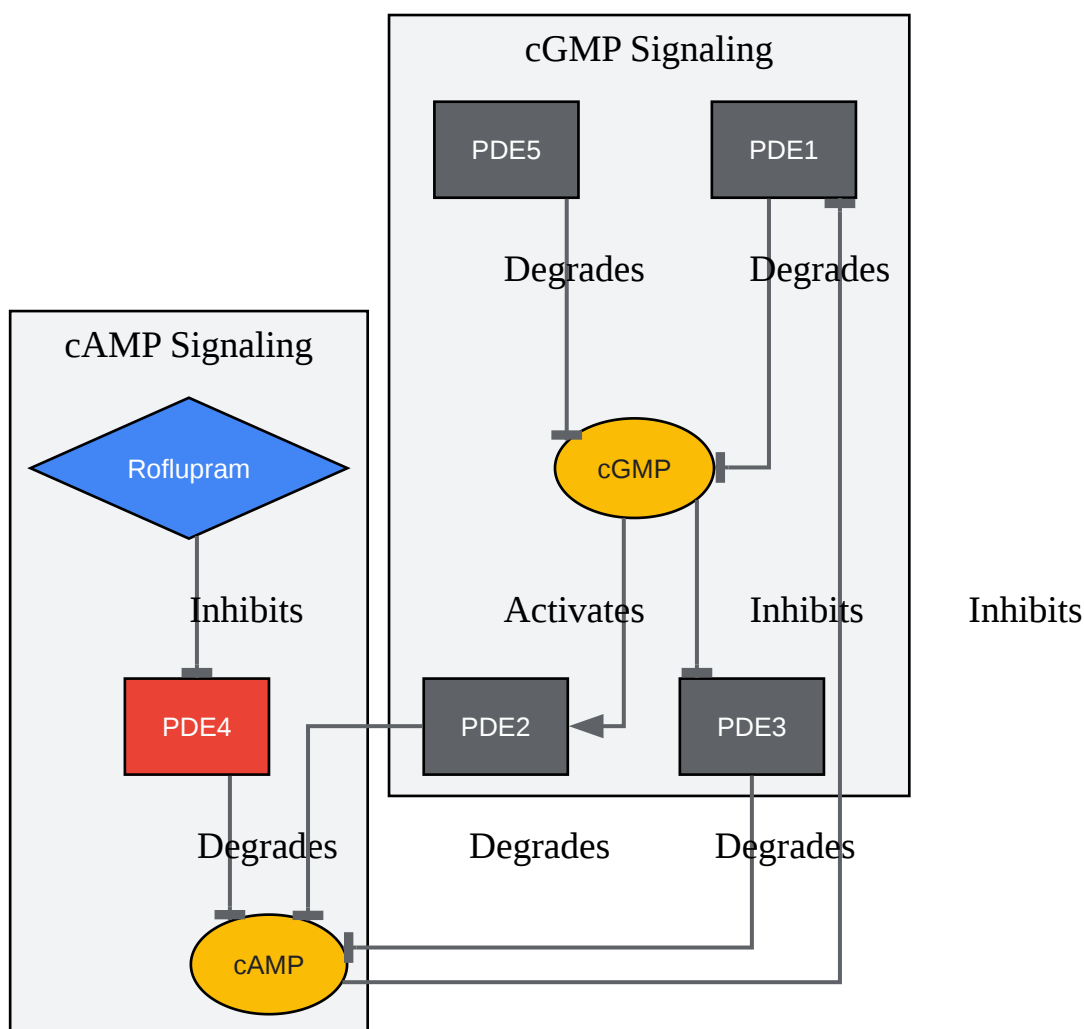 cGMP Signaling
PDE5
PDE1
Degrades
Degrades
cAMP Signaling
Roflupram
cGMP
Inhibits
Activates
Inhibits
Inhibits
PDE4
PDE2
PDE3
Degrades
Degrades
Degrades
cAMP